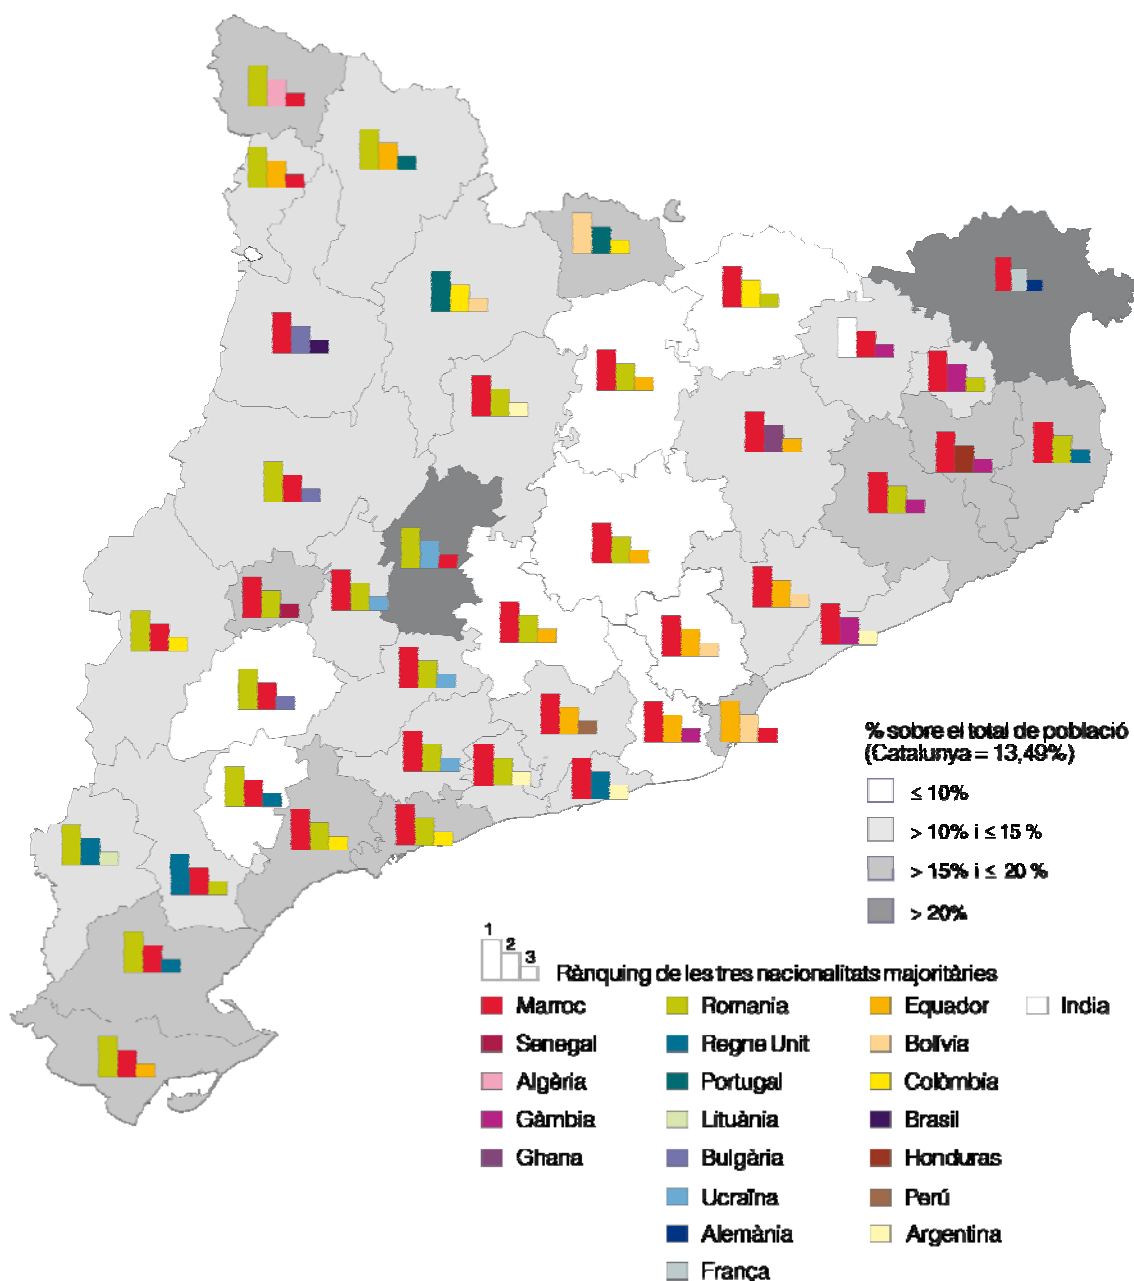 % sobre el total de població
(Catalunya = 13,49%)
≤ 10%
> 10% i ≤ 15 %
> 15% i ≤ 20 %
> 20%
1
2
3
Rànquing de les tres nacionalitats majoritàries
Marroc
Senegal
Algèria
Gàmbia
Ghana
Romania
Regne Unit
Portugal
Lituània
Bulgària
Ucraïna
Alemània
França
Equador
Bolívia
Colòmbia
Brasil
Honduras
Perú
Argentina
India